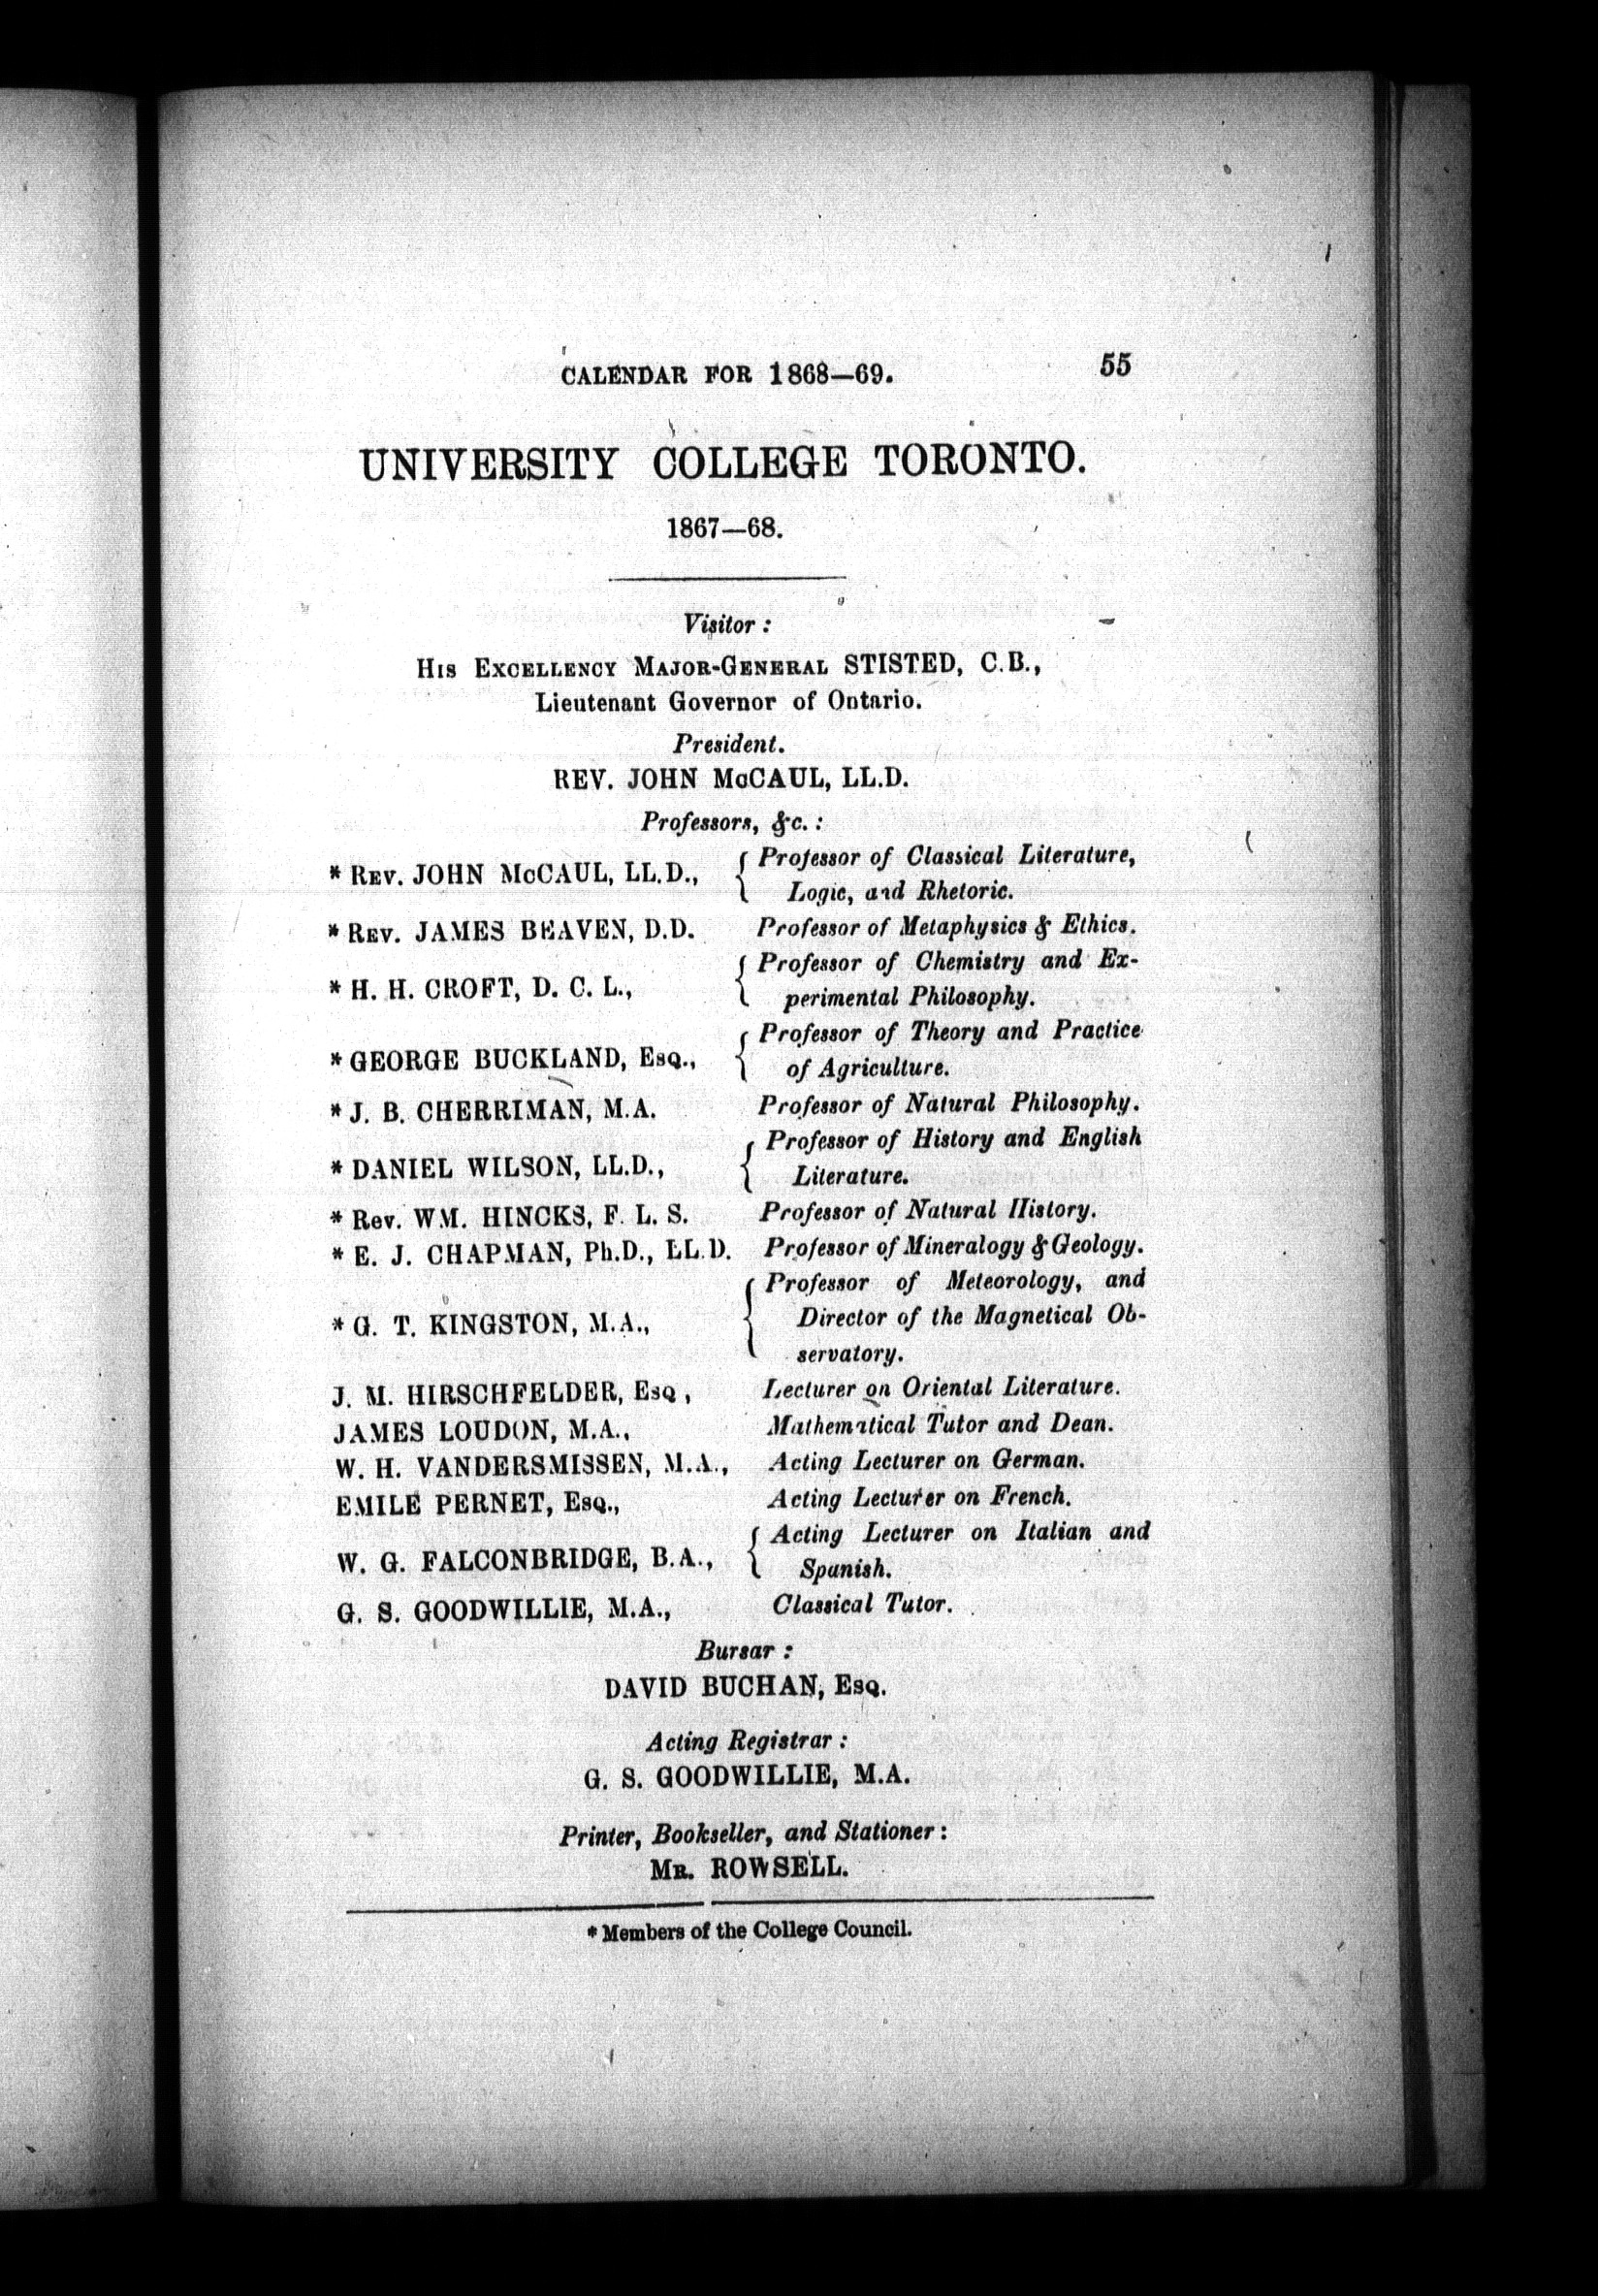 CALENDAR FOR 1868—69. 55
UNIVERSITY COLLEGE TORONTO.
1867—68.
Visitor :
HIS EXCELLENCY MAJOR-GENERAL STISTED, C.B.,
Lieutenant Governor of Ontario.
President.
REV. JOHN McCAUL, LL.D.
Professors, &c. :
* REV. JOHN McCAUL, LL.D., { Professor of Classical Literature,
Logic, and Rhetoric.
* REV. JAMES BEAVEN, D.D. Professor of Metaphysics & Ethics.
* H. H. CROFT, D. C. L., { Professor of Chemistry and Ex-
perimental Philosophy.
* GEORGE BUCKLAND, ESQ., { Professor of Theory and Practice
of Agriculture.
* J. B. CHERRIMAN, M.A. Professor of Natural Philosophy.
* DANIEL WILSON, LL.D., { Professor of History and English
Literature.
* Rev. WM. HINCKS, F. L. S. Professor of Natural History.
* E. J. CHAPMAN, Ph.D., LL.D. Professor of Mineralogy & Geology.
* G. T. KINGSTON, M.A., { Professor of Meteorology, and
Director of the Magnetical Ob-
servatory.
J. M. HIRSCHFELDER, ESQ , Lecturer on Oriental Literature.
JAMES LOUDON, M.A., Mathematical Tutor and Dean.
W. H. VANDERSMISSEN, M.A., Acting Lecturer on German.
EMILE PERNET, ESQ., Acting Lecturer on French.
W. G. FALCONBRIDGE, B.A., { Acting Lecturer on Italian and
Spanish.
G. S. GOODWILLIE, M.A., Classical Tutor.
Bursar :
DAVID BUCHAN, ESQ.
Acting Registrar :
G. S. GOODWILLIE, M.A.
Printer, Bookseller, and Stationer :
MR. ROWSELL.
* Members of the College Council.